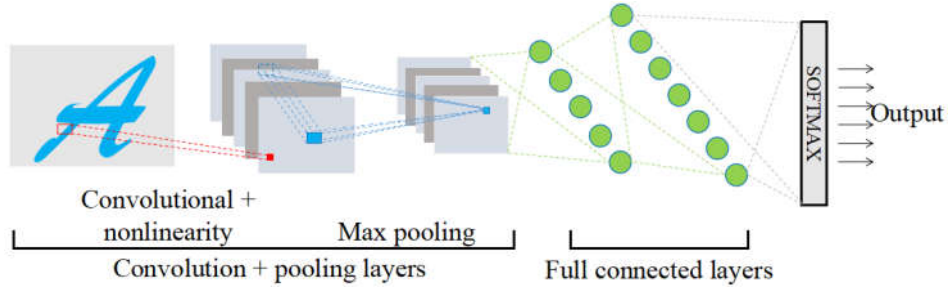 A
SOFTMAX
Output
Convolutional +
nonlinearity
Max pooling
Convolution + pooling layers
Full connected layers